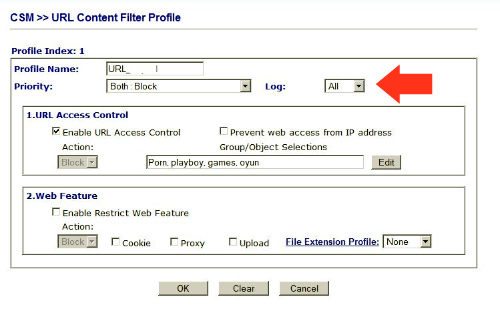 CSM >> URL Content Filter Profile
Profile Index: 1
Profile Name: URL_
Priority: Both : Block Log: All
1.URL Access Control
Enable URL Access Control Prevent web access from IP address
Action: Group/Object Selections
Block Porn, playboy, games, oyun Edit
2.Web Feature
Enable Restrict Web Feature
Action:
Block Cookie Proxy Upload File Extension Profile: None
OK Clear Cancel